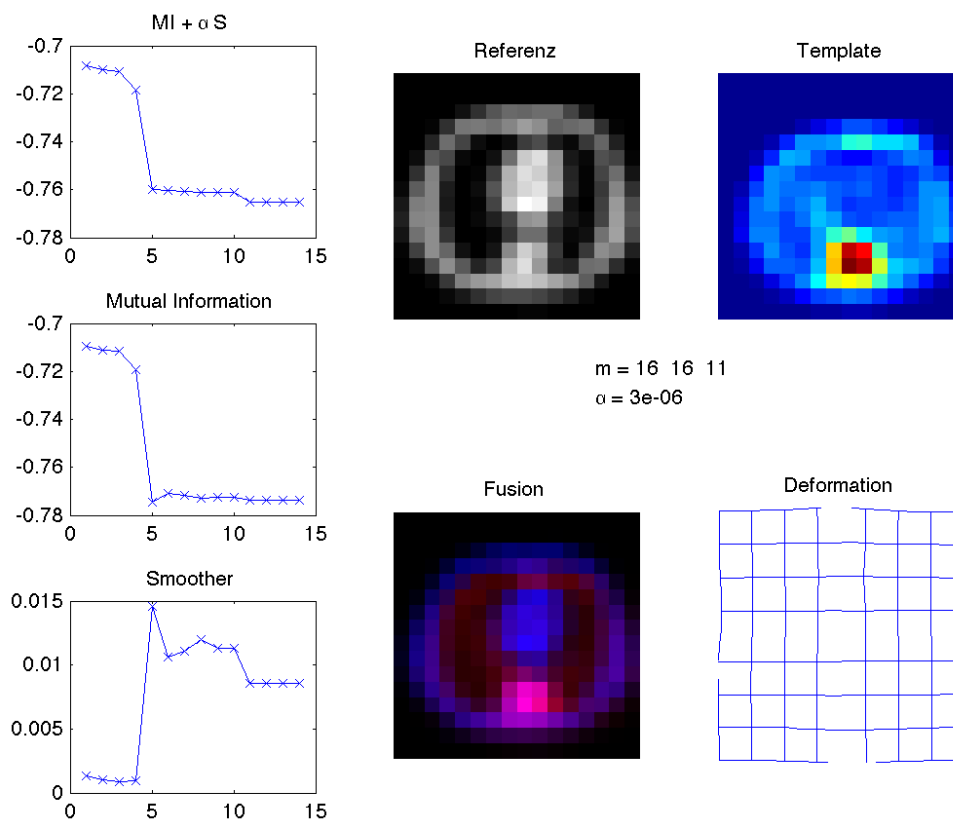 MI + α S
-0.7
-0.72
-0.74
-0.76
-0.78
0
5
10
15
Referenz
Template
Mutual Information
-0.7
-0.72
-0.74
-0.76
-0.78
0
5
10
15
m = 16 16 11
α = 3e-06
Smoother
0.015
0.01
0.005
0
0
5
10
15
Fusion
Deformation